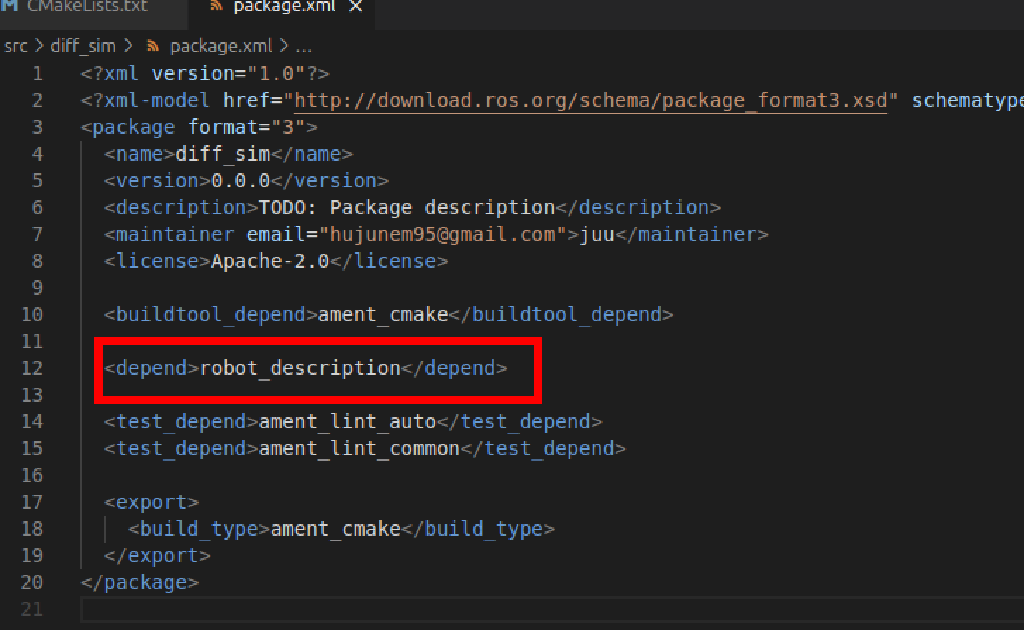 M CMakeLists.txt package.xml ×
src > diff_sim > package.xml > ...
1 <?xml version="1.0"?>
2 <?xml-model href="http://download.ros.org/schema/package_format3.xsd" schematype
3 <package format="3">
4 <name>diff_sim</name>
5 <version>0.0.0</version>
6 <description>TODO: Package description</description>
7 <maintainer email="hujunem95@gmail.com">juu</maintainer>
8 <license>Apache-2.0</license>
9
10 <buildtool_depend>ament_cmake</buildtool_depend>
11
12 <depend>robot_description</depend>
13
14 <test_depend>ament_lint_auto</test_depend>
15 <test_depend>ament_lint_common</test_depend>
16
17 <export>
18 <build_type>ament_cmake</build_type>
19 </export>
20 </package>
21